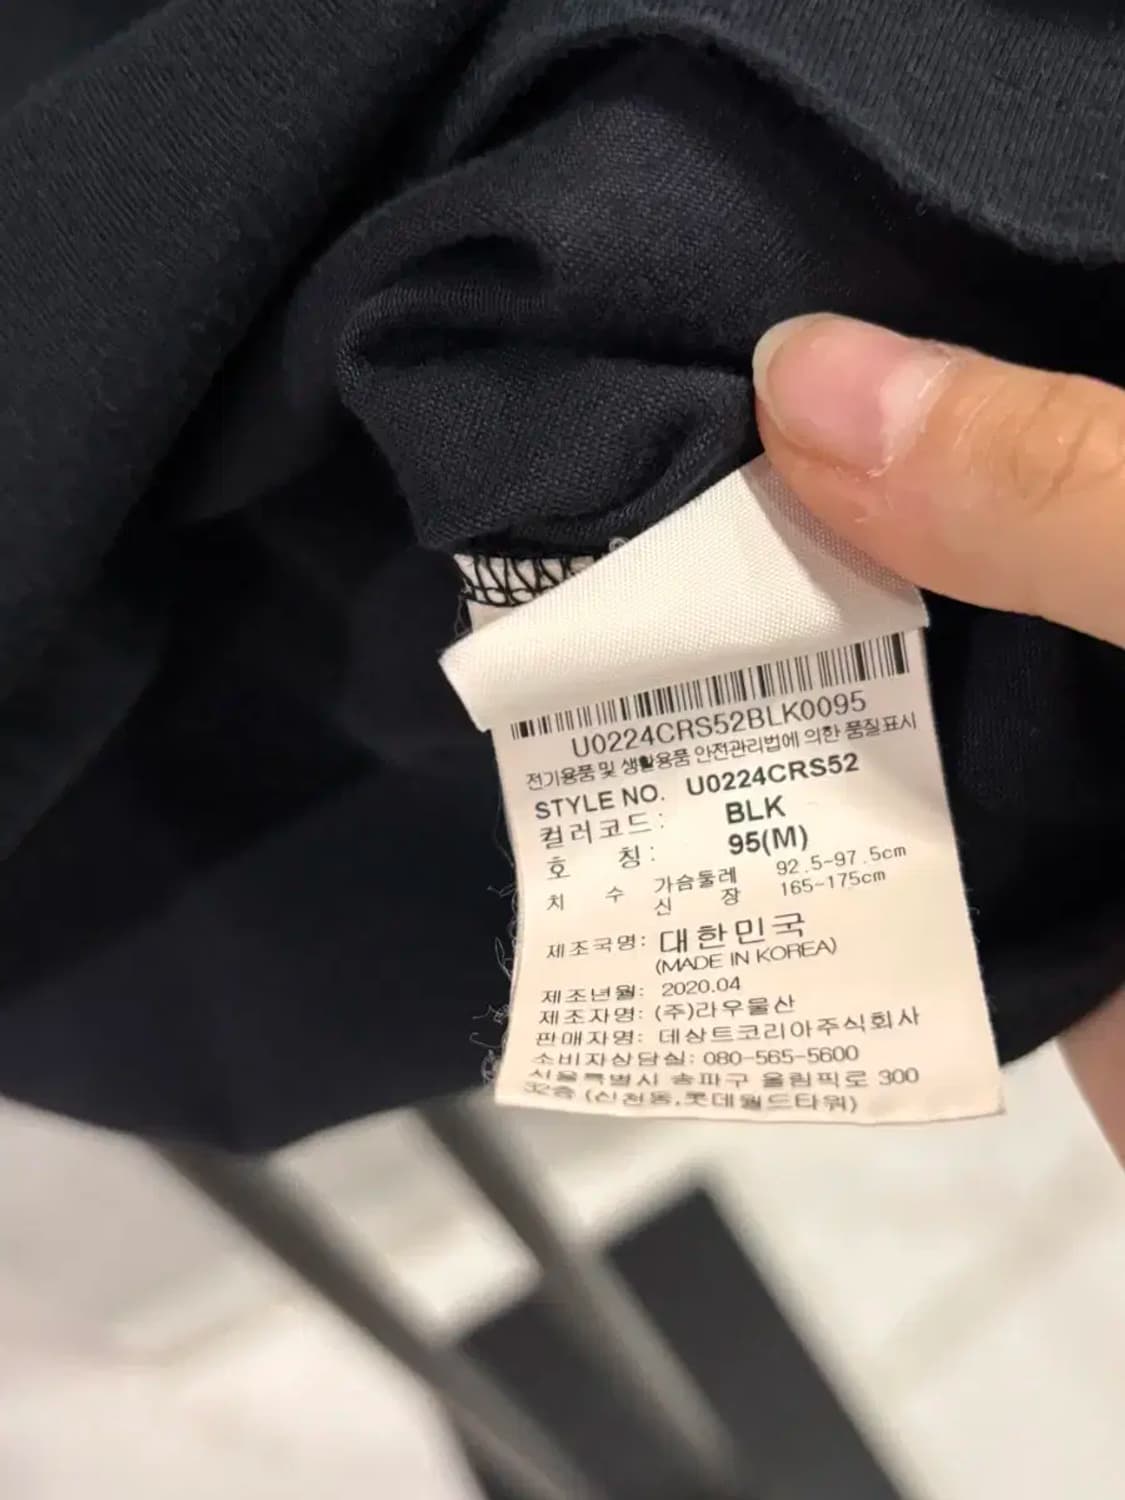 U0224CRS52BLK0095
전기용품 및 생활용품 안전관리법에 의한 품질표시
STYLE NO. U0224CRS52
컬러코드: BLK
호 칭: 95(M)
치 수 가슴둘레 92.5-97.5cm
신 장 165-175cm
제조국명: 대한민국
(MADE IN KOREA)
제조년월: 2020.04
제조자명: (주)라우물산
판매자명: 데상트코리아주식회사
소비자상담실: 080-565-5600
서울특별시 송파구 올림픽로 300
32층 (신천동,롯데월드타워)